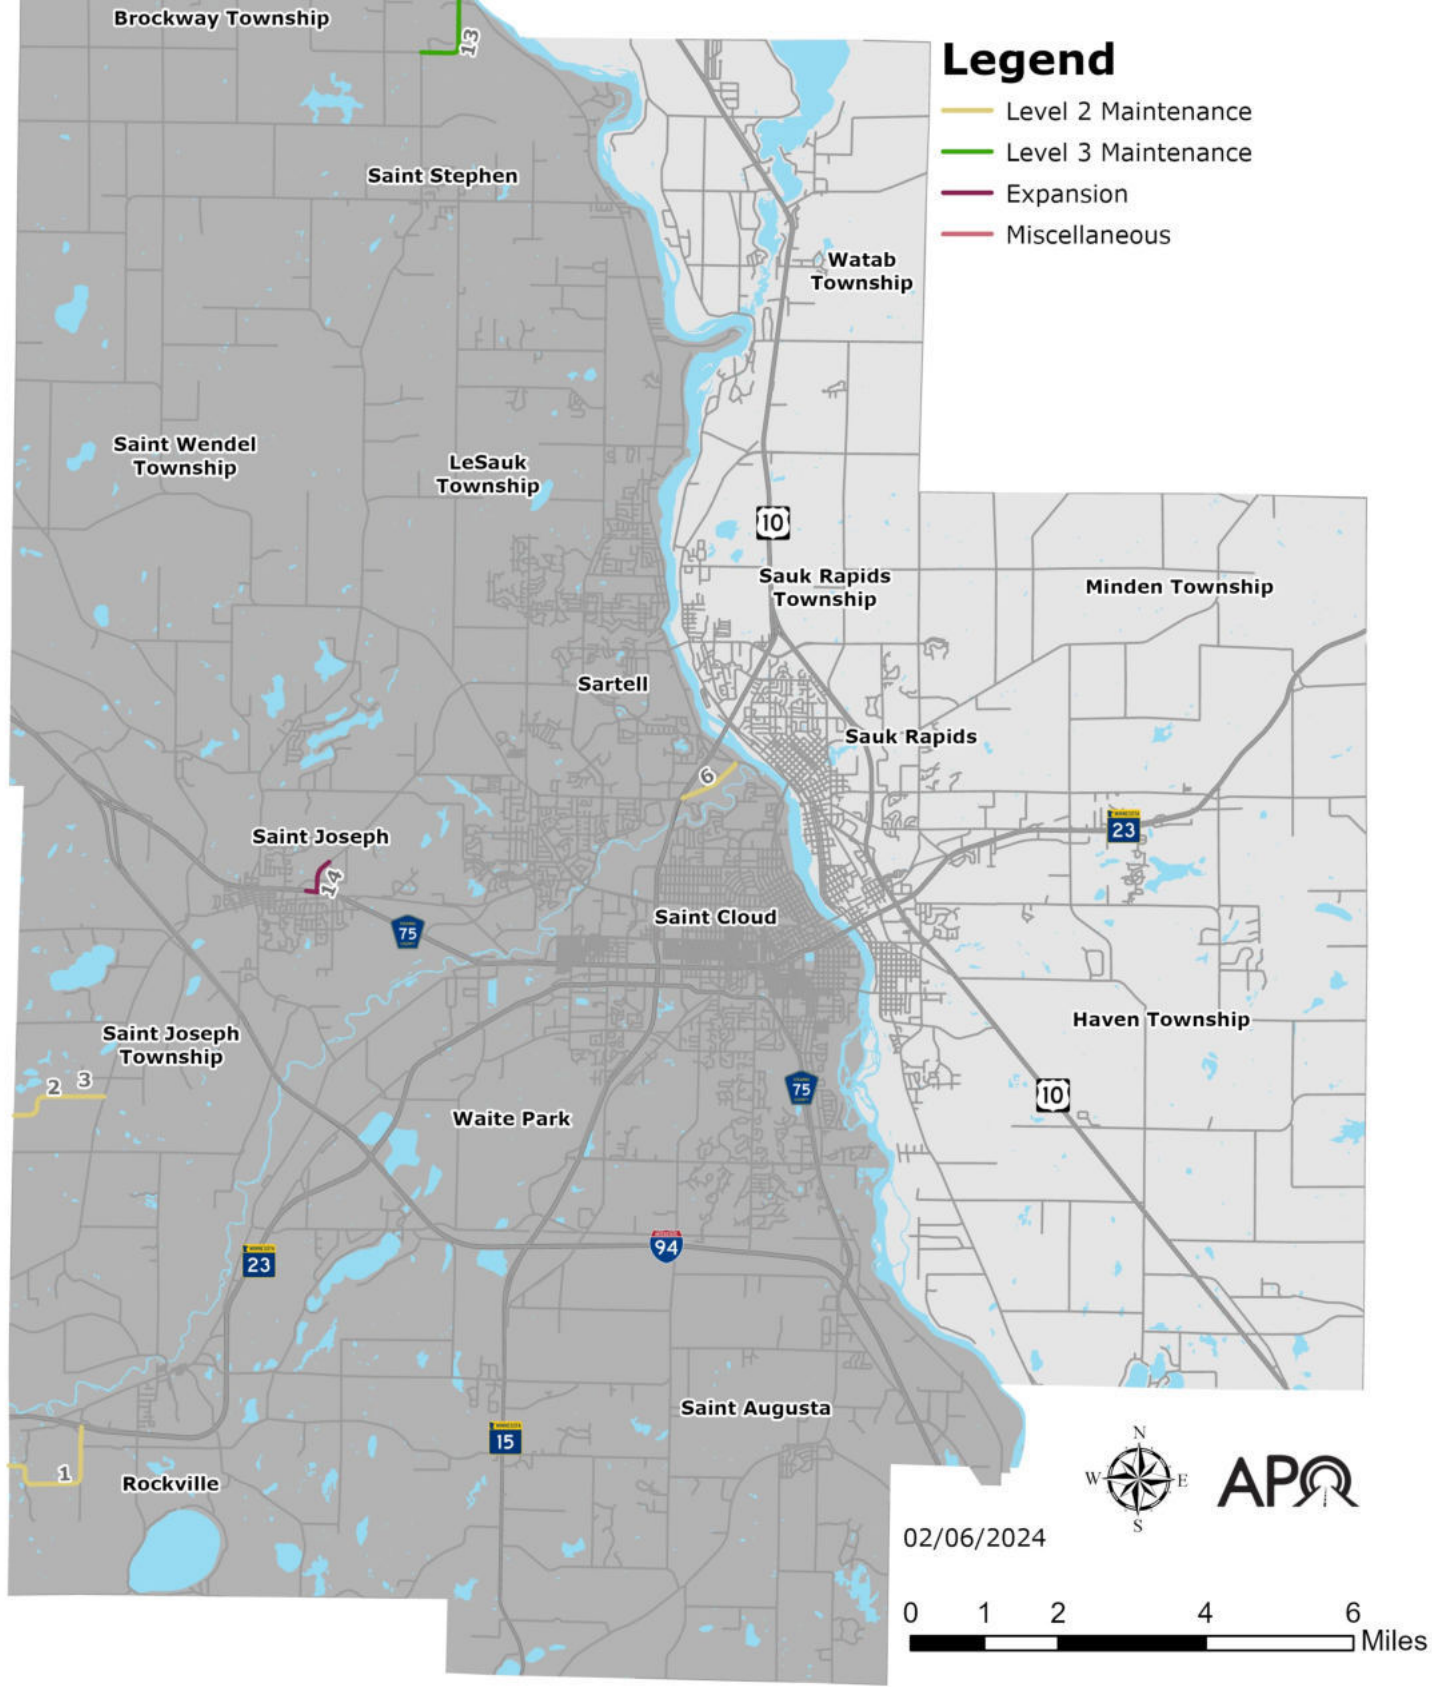 Brockway Township
13
Legend
Level 2 Maintenance
Level 3 Maintenance
Expansion
Miscellaneous
Saint Stephen
Watab
Township
Saint Wendel
Township
LeSauk
Township
10
Sauk Rapids
Township
Minden Township
Sartell
Sauk Rapids
6
MINNESOTA
23
Saint Joseph
14
75
Saint Cloud
Saint Joseph
Township
Haven Township
2
3
75
10
Waite Park
MINNESOTA
23
94
Saint Augusta
MINNESOTA
15
1
Rockville
N
W
E
S
APO
02/06/2024
0 1 2 4 6
Miles